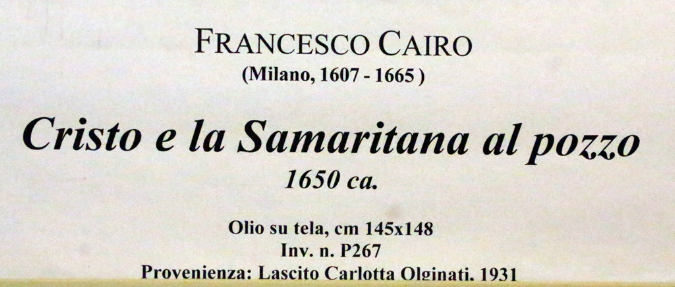 FRANCESCO CAIRO
(Milano, 1607 - 1665 )
Cristo e la Samaritana al pozzo
1650 ca.
Olio su tela, cm 145x148
Inv. n. P267
Provenienza: Lascito Carlotta Olginati, 1931